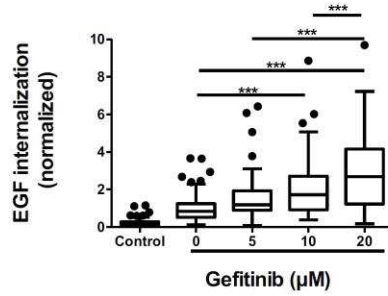 ***
***
***
***
EGF internalization
(normalized)
10
8
6
4
2
0
Control 0 5 10 20
Gefitinib (µM)